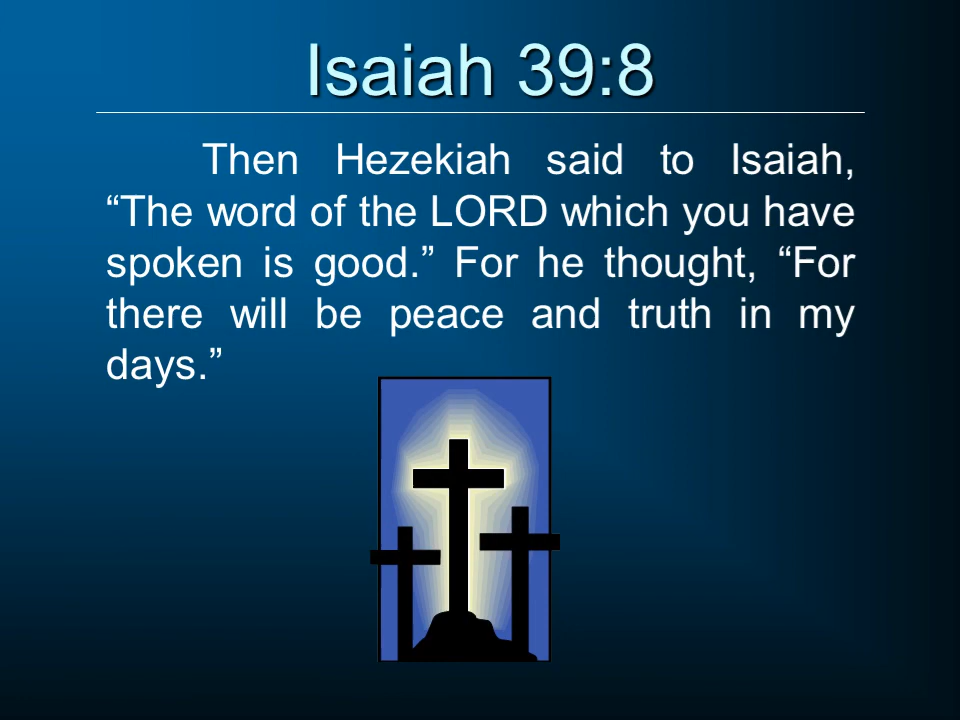 Isaiah 39:8
Then Hezekiah said to Isaiah,
“The word of the LORD which you have
spoken is good.” For he thought, “For
there will be peace and truth in my
days.”